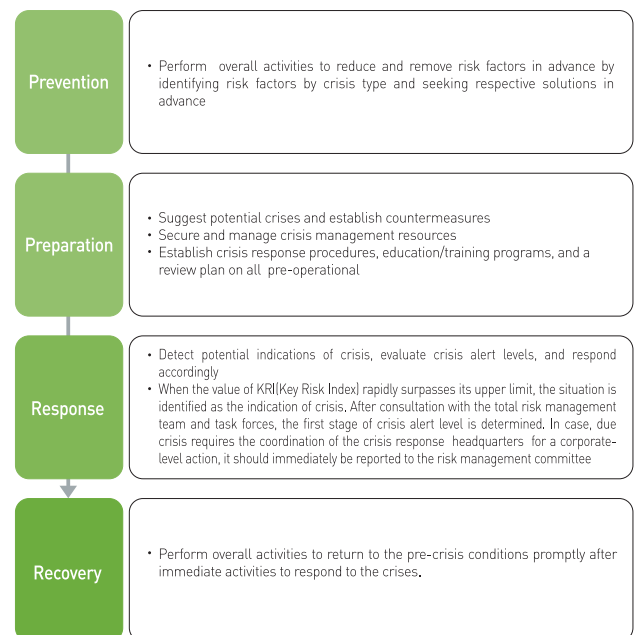 Prevention
• Perform overall activities to reduce and remove risk factors in advance by
identifying risk factors by crisis type and seeking respective solutions in
advance
Preparation
• Suggest potential crises and establish countermeasures
• Secure and manage crisis management resources
• Establish crisis response procedures, education/training programs, and a
review plan on all pre-operational
Response
• Detect potential indications of crisis, evaluate crisis alert levels, and respond
accordingly
• When the value of KRI(Key Risk Index) rapidly surpasses its upper limit, the situation is
identified as the indication of crisis. After consultation with the total risk management
team and task forces, the first stage of crisis alert level is determined. In case, due
crisis requires the coordination of the crisis response headquarters for a corporate-
level action, it should immediately be reported to the risk management committee
Recovery
• Perform overall activities to return to the pre-crisis conditions promptly after
immediate activities to respond to the crises.